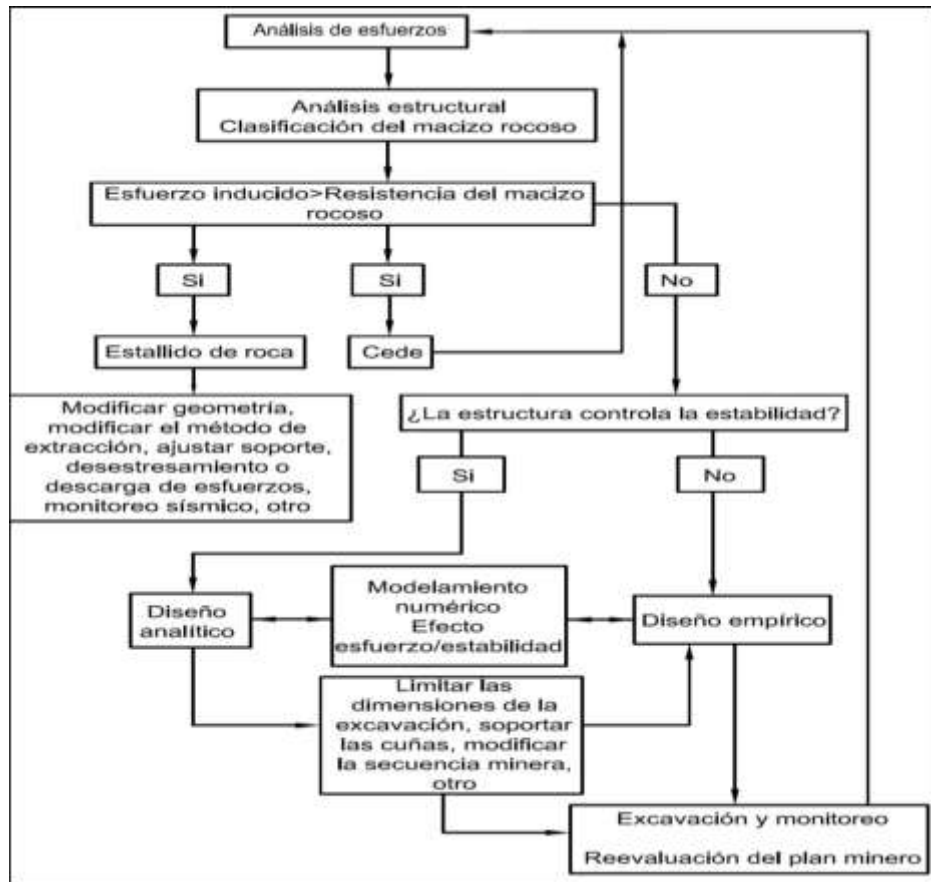 Análisis de esfuerzos
Análisis estructural
Clasificación del macizo rocoso
Esfuerzo inducido>Resistencia del macizo
rocoso
Si
Si
No
Estallido de roca
Cede
Modificar geometría,
modificar el método de
extracción, ajustar soporte,
desestresamiento o
descarga de esfuerzos,
monitoreo sísmico, otro
¿La estructura controla la estabilidad?
Si
No
Diseño
analítico
Modelamiento
numérico
Efecto
esfuerzo/estabilidad
Diseño empírico
Limitar las
dimensiones de la
excavación, soportar
las cuñas, modificar
la secuencia minera,
otro
Excavación y monitoreo
Reevaluación del plan minero